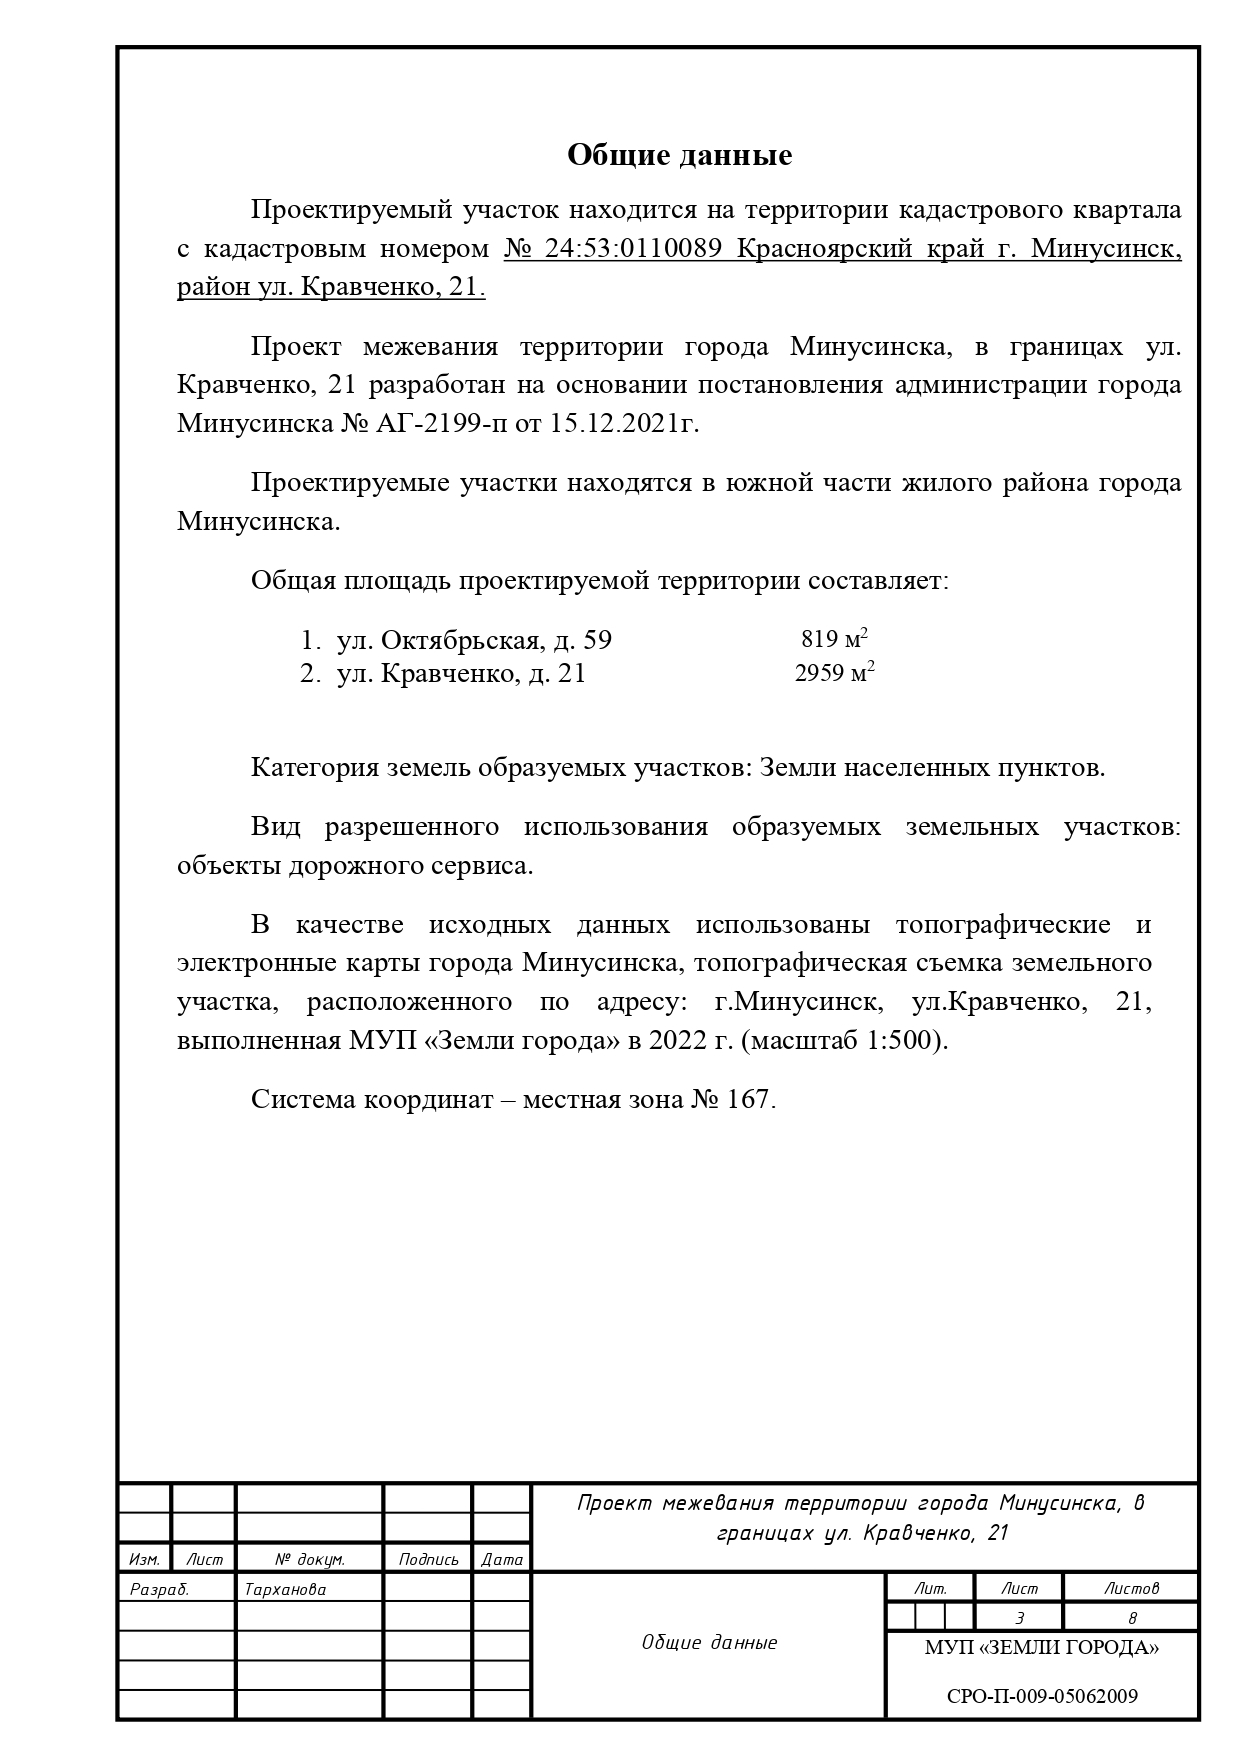 Общие данные
Проектируемый участок находится на территории кадастрового квартала
с кадастровым номером № 24:53:0110089 Красноярский край г. Минусинск,
район ул. Кравченко, 21.
Проект межевания территории города Минусинска, в границах ул.
Кравченко, 21 разработан на основании постановления администрации города
Минусинска № АГ-2199-п от 15.12.2021г.
Проектируемые участки находятся в южной части жилого района города
Минусинска.
Общая площадь проектируемой территории составляет:
1. ул. Октябрьская, д. 59 819 м²
2. ул. Кравченко, д. 21 2959 м²
Категория земель образуемых участков: Земли населенных пунктов.
Вид разрешенного использования образуемых земельных участков:
объекты дорожного сервиса.
В качестве исходных данных использованы топографические и
электронные карты города Минусинска, топографическая съемка земельного
участка, расположенного по адресу: г.Минусинск, ул.Кравченко, 21,
выполненная МУП «Земли города» в 2022 г. (масштаб 1:500).
Система координат – местная зона № 167.
Проект межевания территории города Минусинска, в
границах ул. Кравченко, 21
Изм. Лист № докум. Подпись Дата
Разраб. Тарханова
Общие данные
Лит. Лист Листов
3 8
МУП «ЗЕМЛИ ГОРОДА»
СРО-П-009-05062009